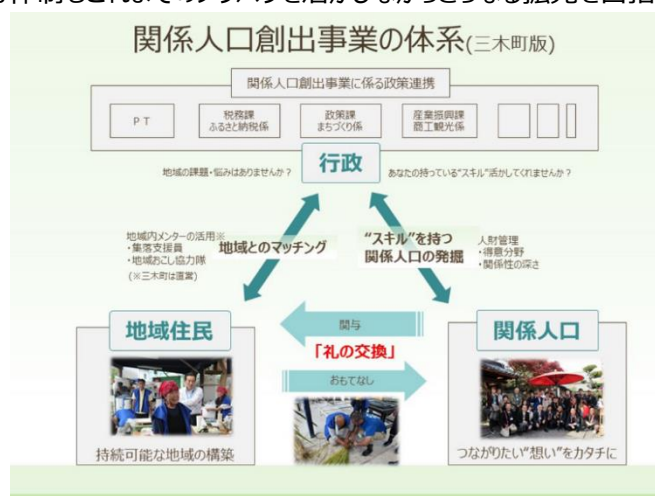 関係人口創出事業の体系(三木町版)
関係人口創出事業に係る政策連携
PT
税務課
ふるさと納税係
政策課
まちづくり係
産業振興課
商工観光係
地域の課題・悩みはありませんか？
行政
あなたの持っている“スキル”活かしてくれませんか？
地域内メンターの活用※
・集落支援員
・地域おこし協力隊
(※三木町は直営)
地域とのマッチング
“スキル”を持つ
関係人口の発掘
人財管理
・得意分野
・関係性の深さ
地域住民
関与
「礼の交換」
おもてなし
関係人口
持続可能な地域の構築
つながりたい“想い”をカタチに